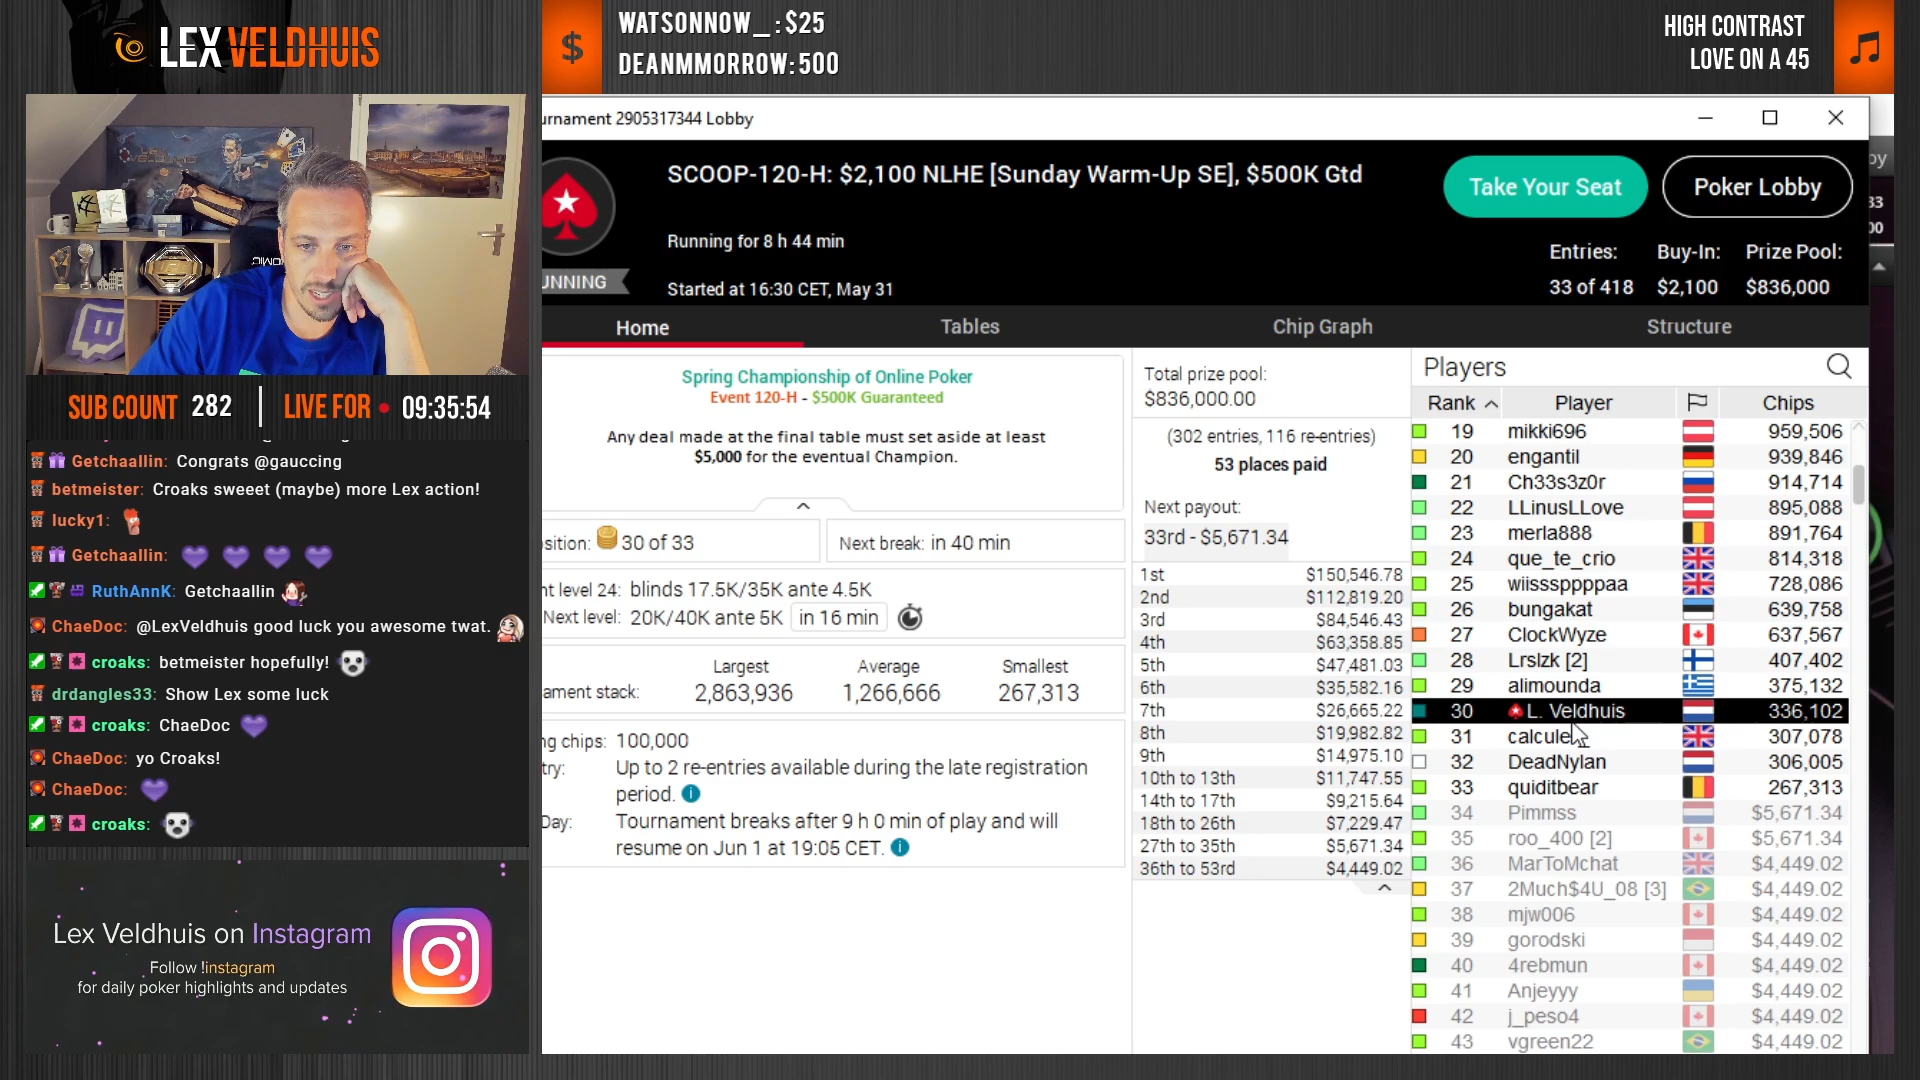 LEX VELDHUIS
$
WATSONNOW_: $25
DEANMMORROW: 500
HIGH CONTRAST
LOVE ON A 45
SUB COUNT 282
LIVE FOR 09:35:54
Getchaallin: Congrats @gauccing
betmeister: Croaks sweeet (maybe) more Lex action!
lucky1:
Getchaallin:
RuthAnnK: Getchaallin
ChaeDoc: @LexVeldhuis good luck you awesome twat.
croaks: betmeister hopefully!
drdangles33: Show Lex some luck
croaks: ChaeDoc
ChaeDoc: yo Croaks!
ChaeDoc:
croaks:
Lex Veldhuis on Instagram
Follow !instagram
for daily poker highlights and updates
urnament 2905317344 Lobby
SCOOP-120-H: $2,100 NLHE [Sunday Warm-Up SE], $500K Gtd
Running for 8 h 44 min
Started at 16:30 CET, May 31
UNNING
Take Your Seat
Poker Lobby
Entries: Buy-In: Prize Pool:
33 of 418 $2,100 $836,000
Home Tables Chip Graph Structure
Spring Championship of Online Poker
Event 120-H - $500K Guaranteed
Any deal made at the final table must set aside at least
$5,000 for the eventual Champion.
sition: 30 of 33
Next break: in 40 min
nt level 24: blinds 17.5K/35K ante 4.5K
Next level: 20K/40K ante 5K in 16 min
Largest Average Smallest
ament stack: 2,863,936 1,266,666 267,313
ng chips: 100,000
try: Up to 2 re-entries available during the late registration
period.
Day: Tournament breaks after 9 h 0 min of play and will
resume on Jun 1 at 19:05 CET.
Total prize pool:
$836,000.00
(302 entries, 116 re-entries)
53 places paid
Next payout:
33rd - $5,671.34
1st $150,546.78
2nd $112,819.20
3rd $84,546.43
4th $63,358.85
5th $47,481.03
6th $35,582.16
7th $26,665.22
8th $19,982.82
9th $14,975.10
10th to 13th $11,747.55
14th to 17th $9,215.64
18th to 26th $7,229.47
27th to 35th $5,671.34
36th to 53rd $4,449.02
Players
Rank Player Chips
19 mikki696 959,506
20 engantil 939,846
21 Ch33s3z0r 914,714
22 LLinusLLove 895,088
23 merla888 891,764
24 que_te_crio 814,318
25 wiisssppppaa 728,086
26 bungakat 639,758
27 ClockWyze 637,567
28 Lrslzk [2] 407,402
29 alimounda 375,132
30 L. Veldhuis 336,102
31 calcule 307,078
32 DeadNylan 306,005
33 quiditbear 267,313
34 Pimmss $5,671.34
35 roo_400 [2] $5,671.34
36 MarToMchat $4,449.02
37 2Much$4U_08 [3] $4,449.02
38 mjw006 $4,449.02
39 gorodski $4,449.02
40 4rebmun $4,449.02
41 Anjeyyy $4,449.02
42 j_peso4 $4,449.02
43 vgreen22 $4,449.02